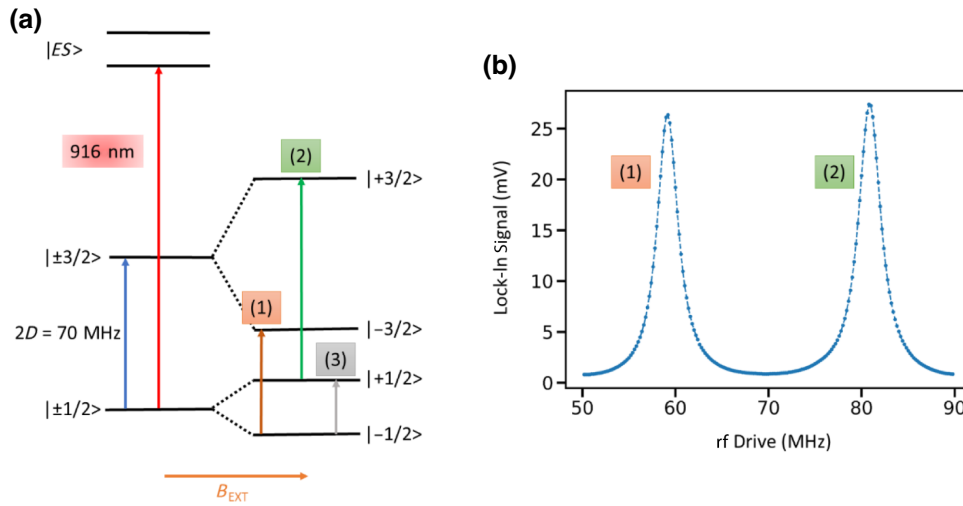 (a)
|ES>
916 nm
(2)
|+3/2>
|±3/2>
(1)
|−3/2>
2D = 70 MHz
(3)
|+1/2>
|±1/2>
|−1/2>
B_EXT
(b)
25
(1)
(2)
20
15
10
5
0
Lock-In Signal (mV)
50 60 70 80 90
rf Drive (MHz)